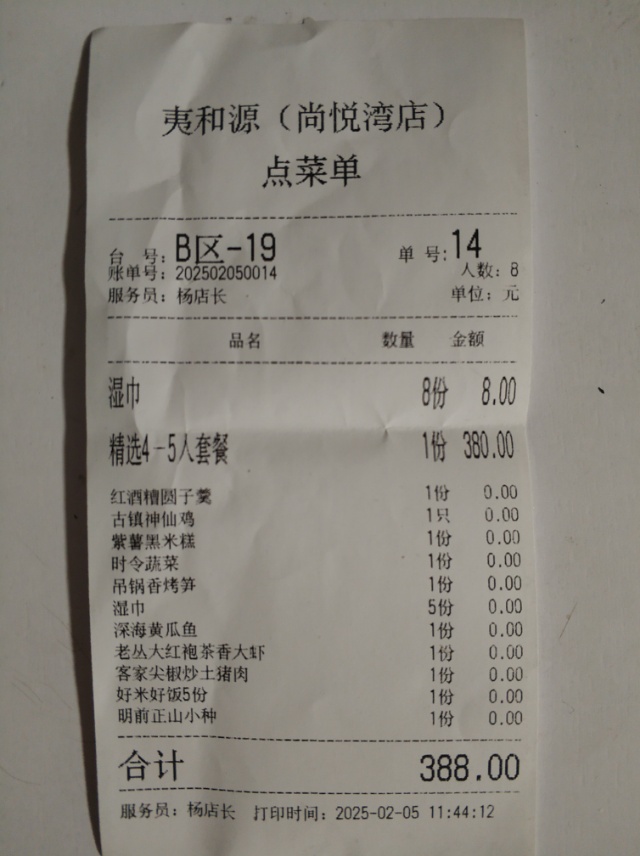 夷和源（尚悦湾店）
点菜单
台 号: B区-19 单 号: 14
账单号: 202502050014 人数: 8
服务员: 杨店长 单位: 元
品名 数量 金额
湿巾 8份 8.00
精选4-5人套餐 1份 380.00
红酒糟圆子羹 1份 0.00
古镇神仙鸡 1只 0.00
紫薯黑米糕 1份 0.00
时令蔬菜 1份 0.00
吊锅香烤笋 1份 0.00
湿巾 5份 0.00
深海黄瓜鱼 1份 0.00
老丛大红袍茶香大虾 1份 0.00
客家尖椒炒土猪肉 1份 0.00
好米好饭5份 1份 0.00
明前正山小种 1份 0.00
合计 388.00
服务员: 杨店长 打印时间: 2025-02-05 11:44:12